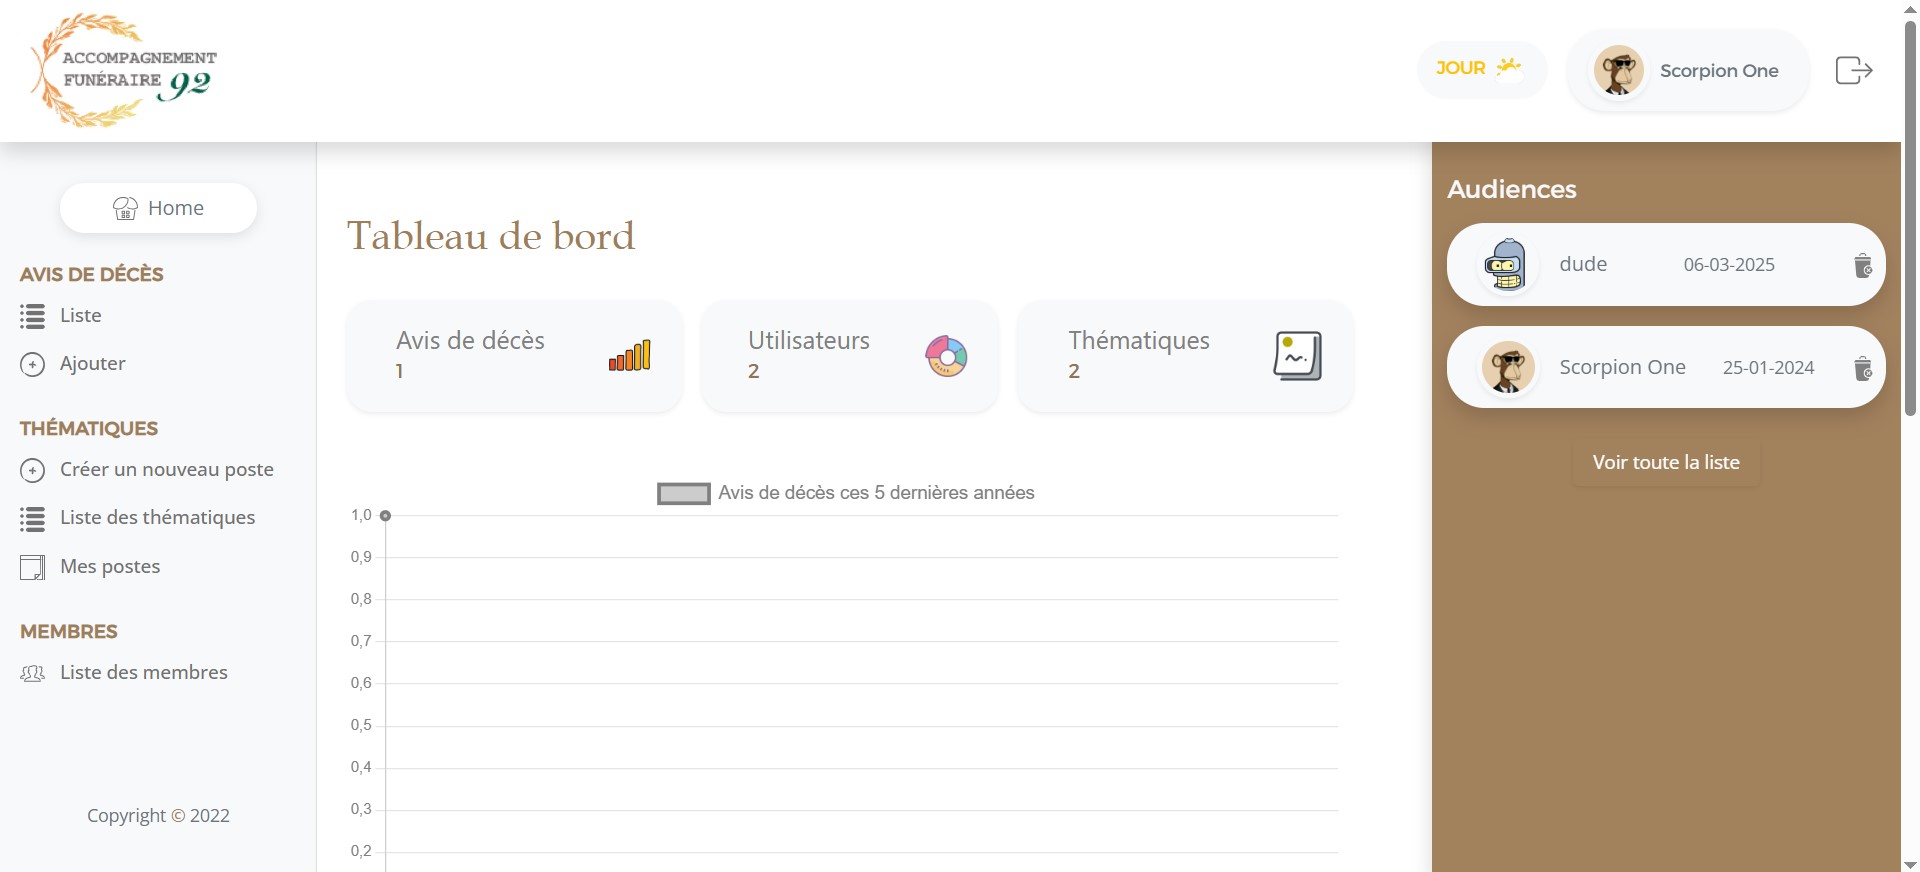 ACCOMPAGNEMENT
FUNÉRAIRE 92
JOUR
Scorpion One
Home
AVIS DE DÉCÈS
Liste
Ajouter
THÉMATIQUES
Créer un nouveau poste
Liste des thématiques
Mes postes
MEMBRES
Liste des membres
Copyright © 2022
Tableau de bord
Avis de décès
1
Utilisateurs
2
Thématiques
2
Avis de décès ces 5 dernières années
1,0
0,9
0,8
0,7
0,6
0,5
0,4
0,3
0,2
Audiences
dude 06-03-2025
Scorpion One 25-01-2024
Voir toute la liste